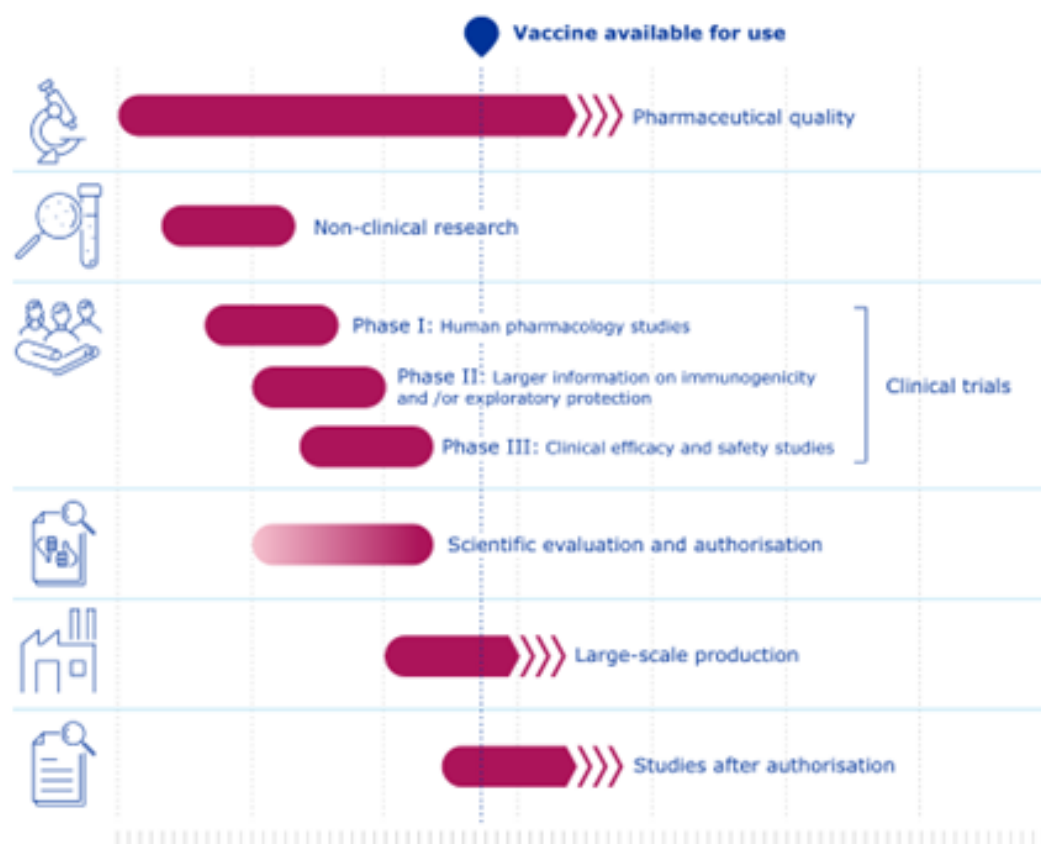 Vaccine available for use
Pharmaceutical quality
Non-clinical research
Phase I: Human pharmacology studies
Phase II: Larger information on immunogenicity
and /or exploratory protection
Clinical trials
Phase III: Clinical efficacy and safety studies
Scientific evaluation and authorisation
Large-scale production
Studies after authorisation